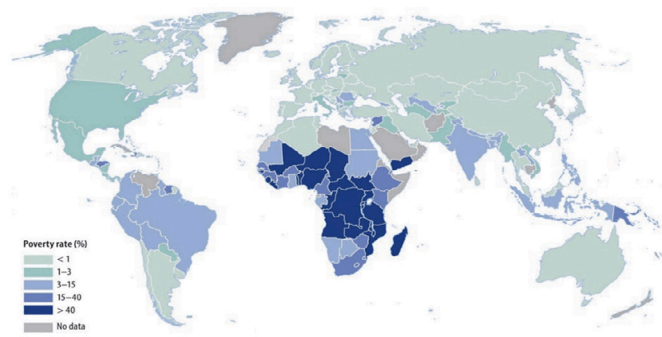 Poverty rate (%)
< 1
1–3
3–15
15–40
> 40
No data